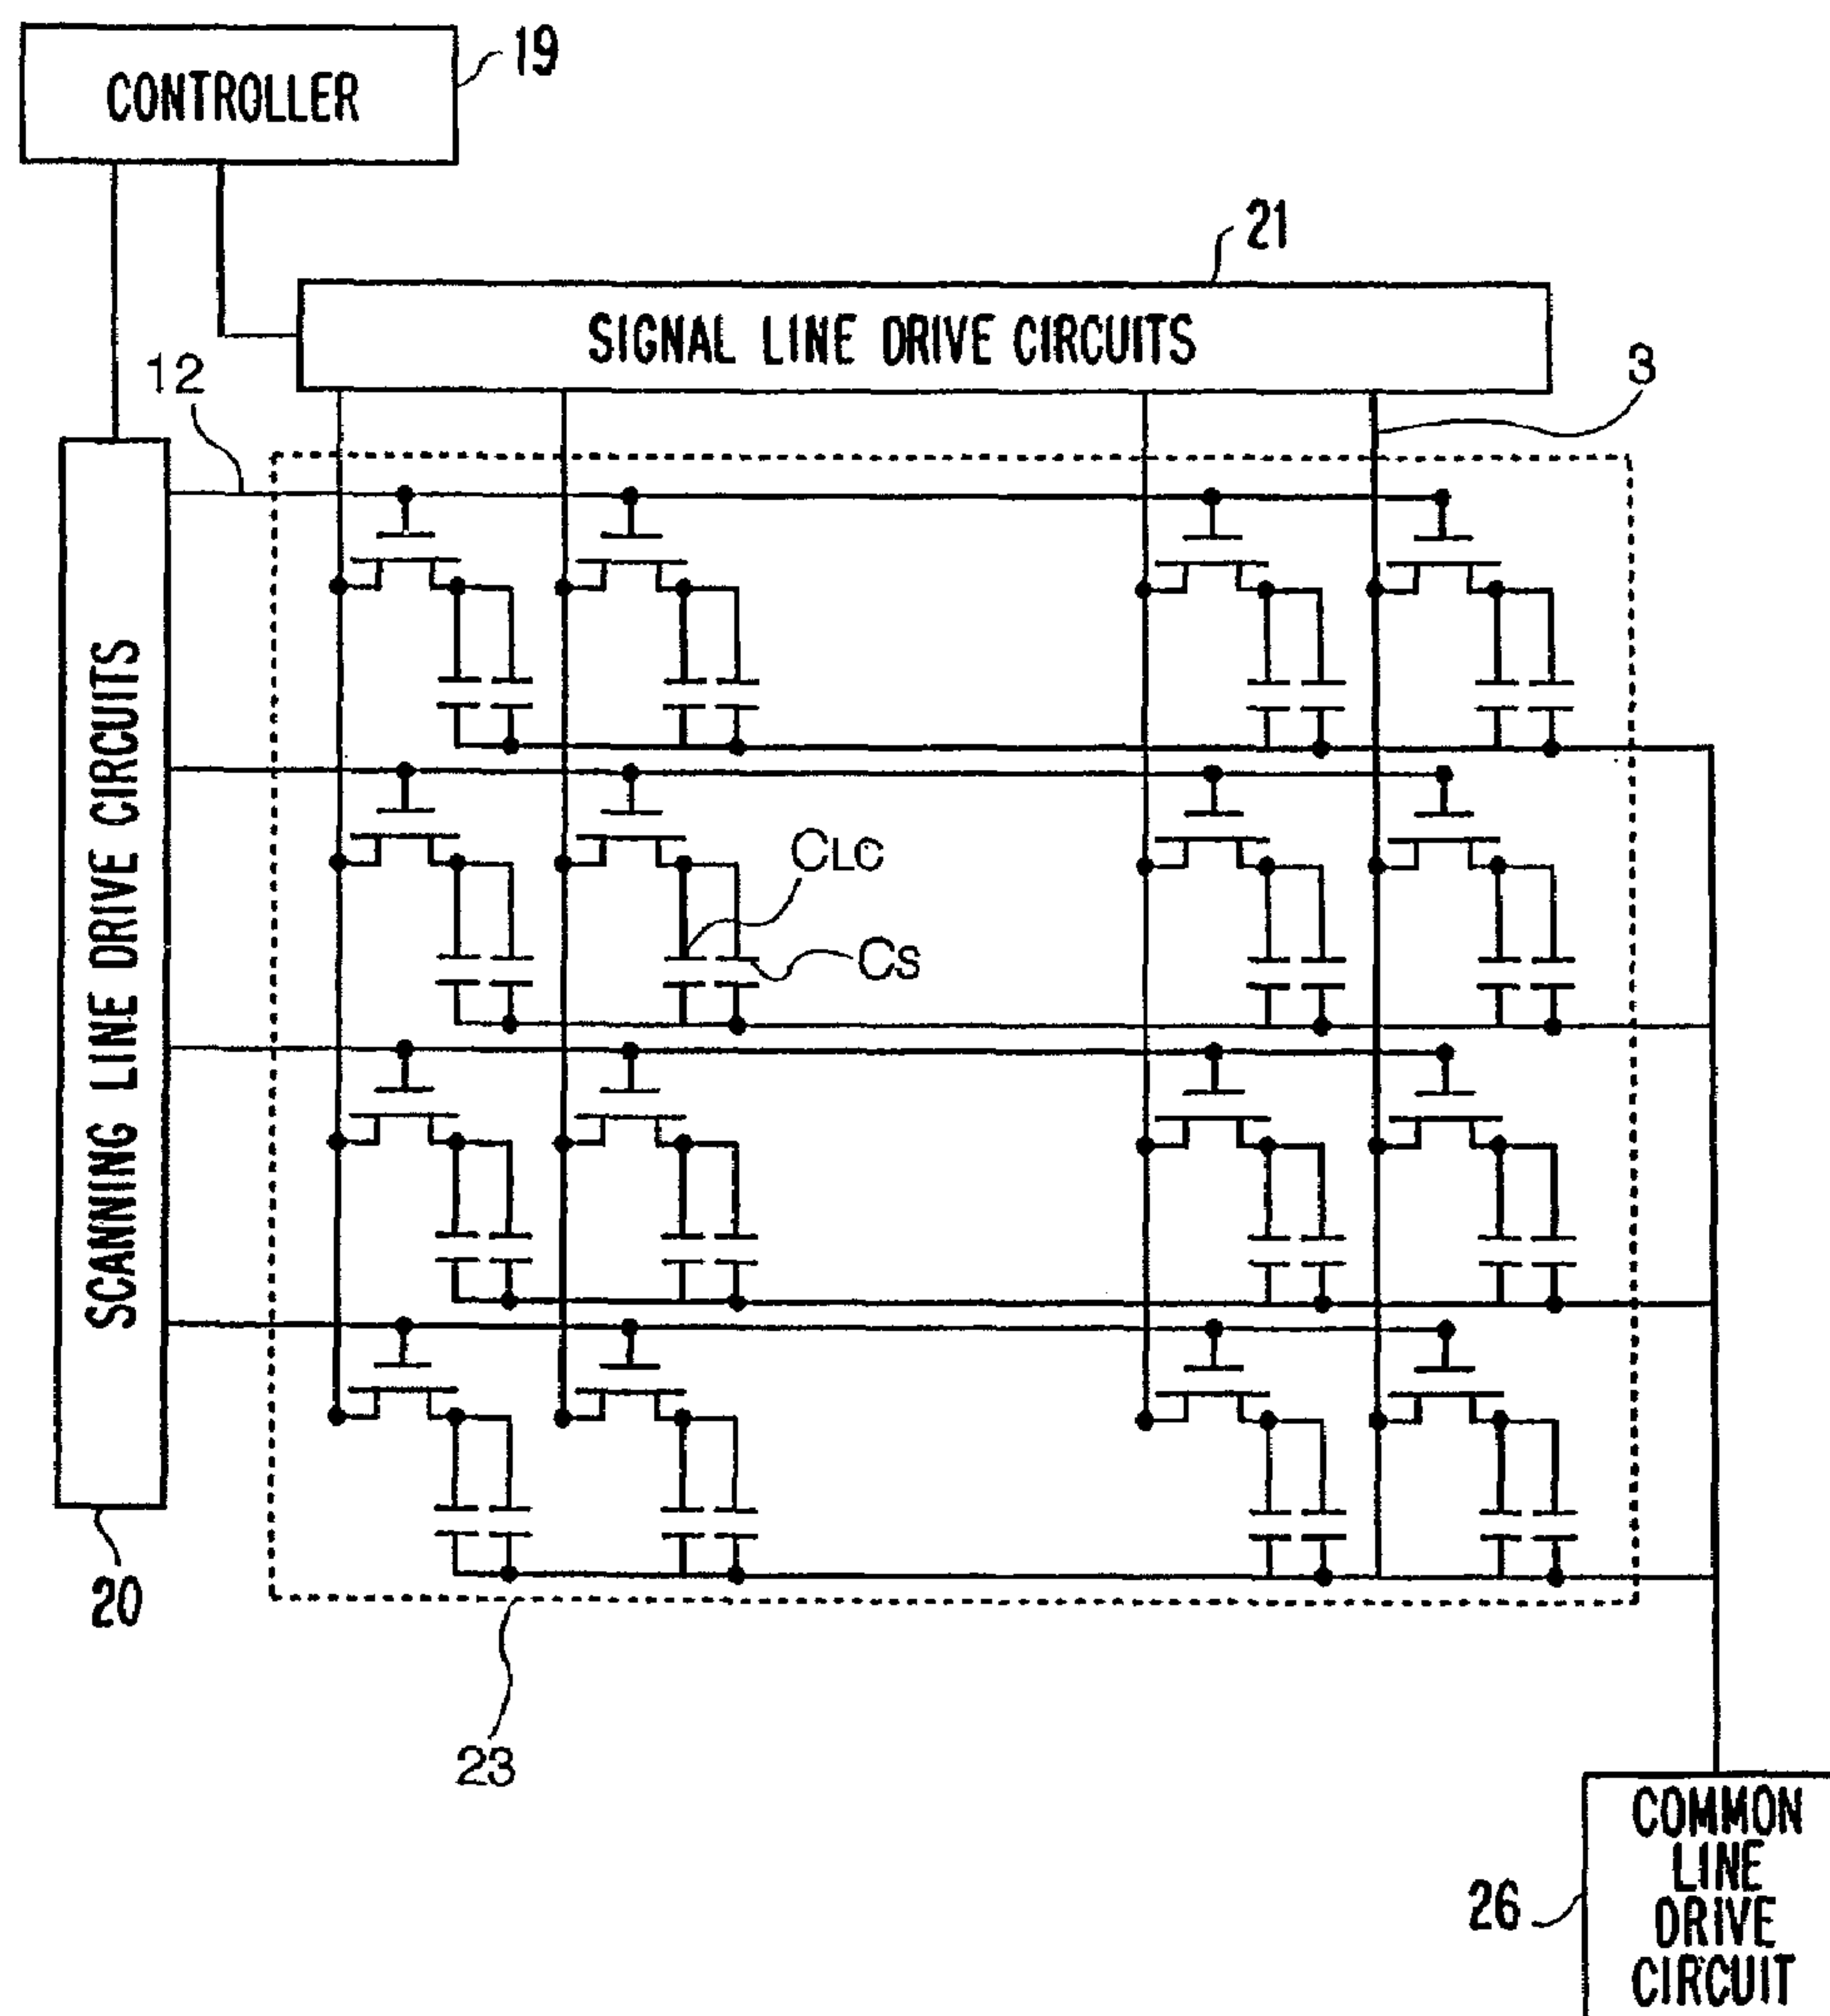 19
CONTROLLER
21
SIGNAL LINE DRIVE CIRCUITS
12
3
SCANNING LINE DRIVE CIRCUITS
CLC
CS
20
23
26
COMMON
LINE
DRIVE
CIRCUIT